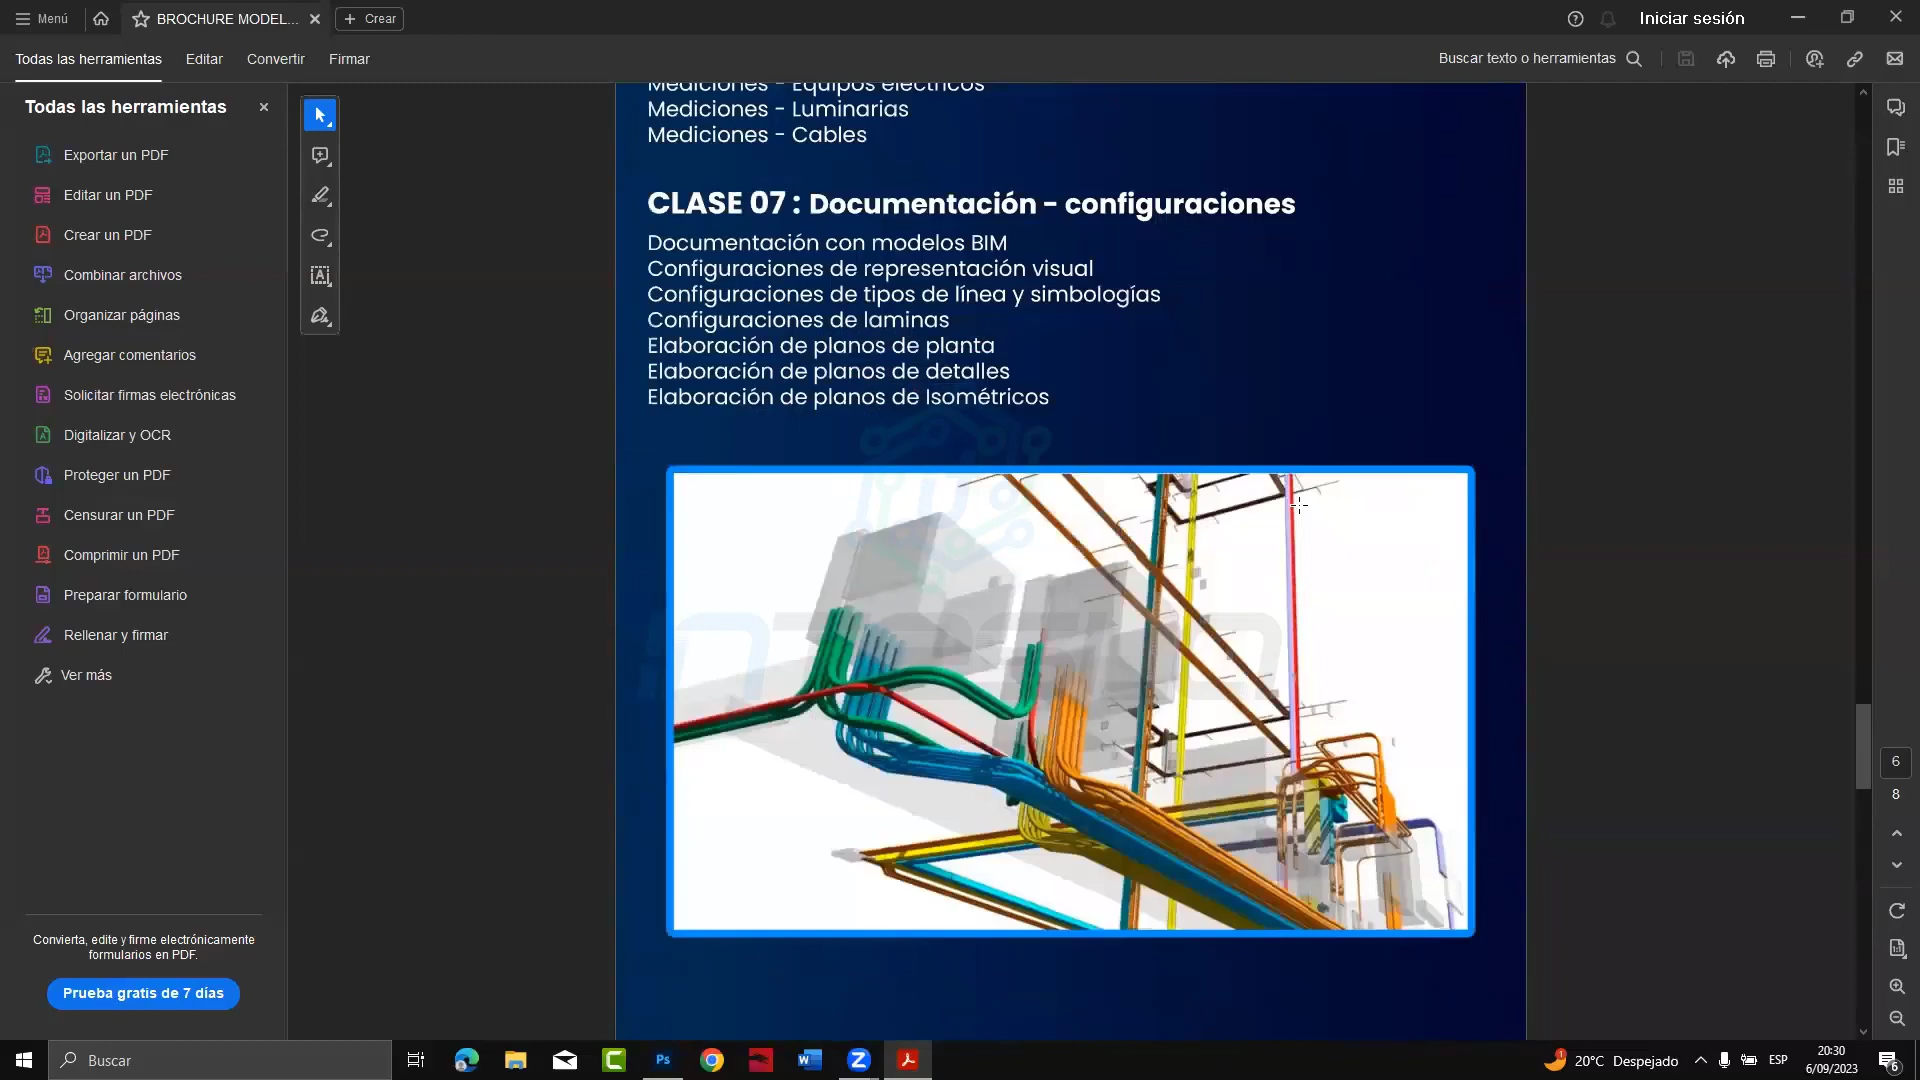 Menú
BROCHURE MODEL...
Crear
Iniciar sesión
Todas las herramientas
Editar
Convertir
Firmar
Buscar texto o herramientas
Todas las herramientas
Exportar un PDF
Editar un PDF
Crear un PDF
Combinar archivos
Organizar páginas
Agregar comentarios
Solicitar firmas electrónicas
Digitalizar y OCR
Proteger un PDF
Censurar un PDF
Comprimir un PDF
Preparar formulario
Rellenar y firmar
Ver más
Convierta, edite y firme electrónicamente
formularios en PDF.
Prueba gratis de 7 días
Mediciones - Equipos eléctricos
Mediciones - Luminarias
Mediciones - Cables
CLASE 07 : Documentación - configuraciones
Documentación con modelos BIM
Configuraciones de representación visual
Configuraciones de tipos de línea y simbologías
Configuraciones de laminas
Elaboración de planos de planta
Elaboración de planos de detalles
Elaboración de planos de Isométricos
6
8
Buscar
Ps
20°C Despejado
ESP
20:30
6/09/2023
6